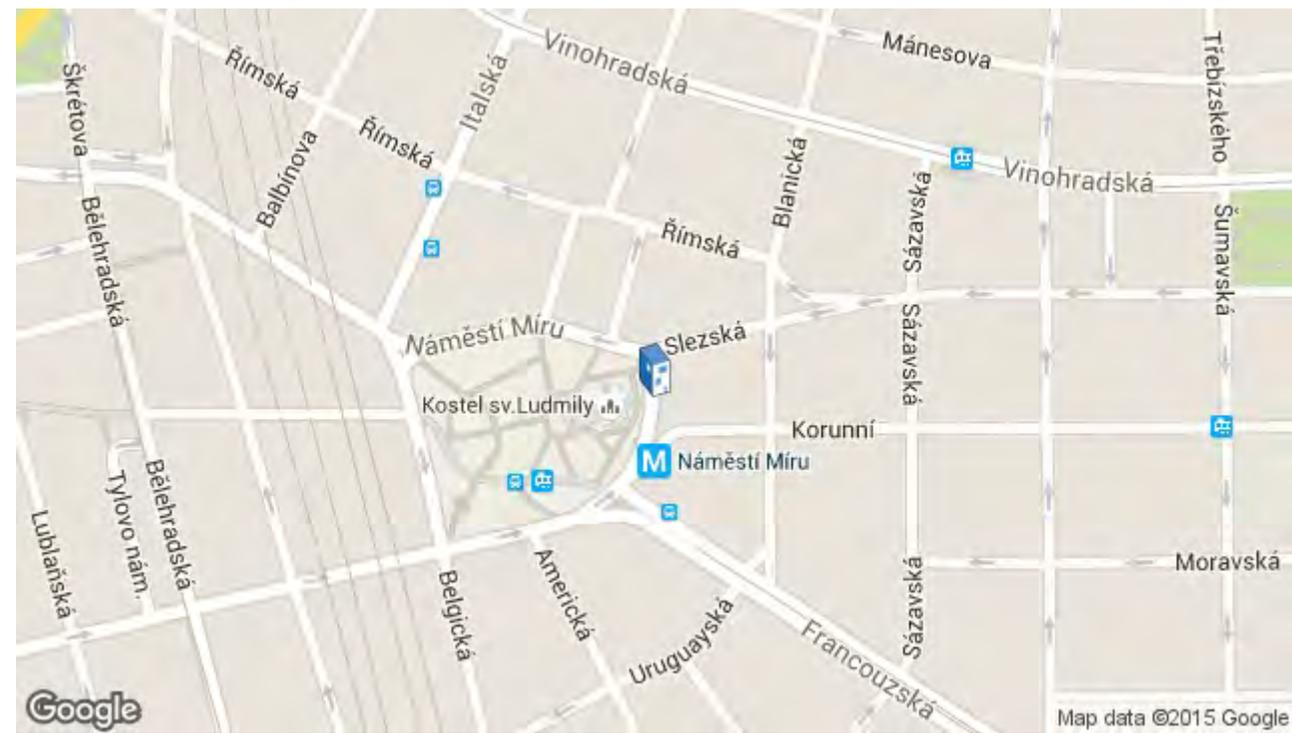 Mánesova
Vinohradská
Třebízského
Škrétova
Římská
Italská
Římská
Balbínova
Blanická
Vinohradská
Sázavská
Bělehradská
Římská
Šumavská
Náměstí Míru
Slezská
Sázavská
Kostel sv.Ludmily
Korunní
M Náměstí Míru
Tylovo nám.
Bělehradská
Lublaňská
Americká
Belgická
Moravská
Sázavská
Uruguayská
Francouzská
Google
Map data ©2015 Google